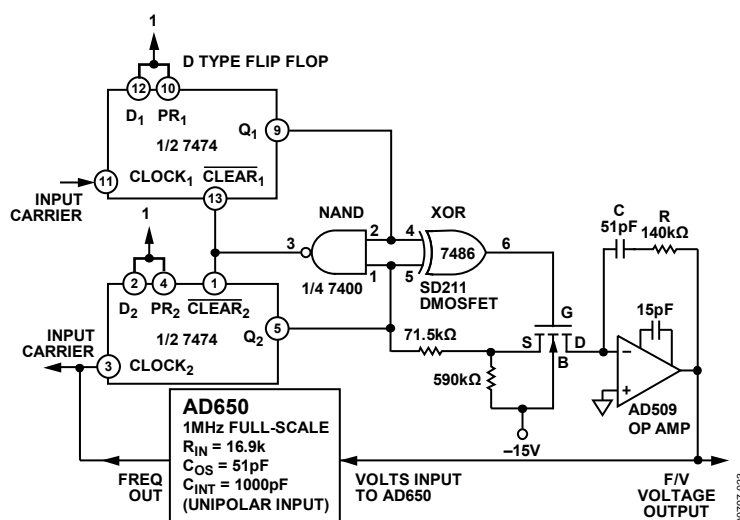 1
D TYPE FLIP FLOP
12
10
D1
PR1
Q1
9
1/2 7474
11
CLOCK1
CLEAR1
INPUT
CARRIER
13
1
NAND
XOR
3
2
4
1
5
7486
6
1/4 7400
SD211
DMOSFET
C
51pF
R
140kΩ
2
4
1
D2
PR2
CLEAR2
1/2 7474
Q2
5
INPUT
CARRIER
3
CLOCK2
71.5kΩ
590kΩ
S
G
D
B
–15V
15pF
–
+
AD509
OP AMP
AD650
1MHz FULL-SCALE
RIN = 16.9k
COS = 51pF
CINT = 1000pF
(UNIPOLAR INPUT)
FREQ
OUT
VOLTS INPUT
TO AD650
F/V
VOLTAGE
OUTPUT